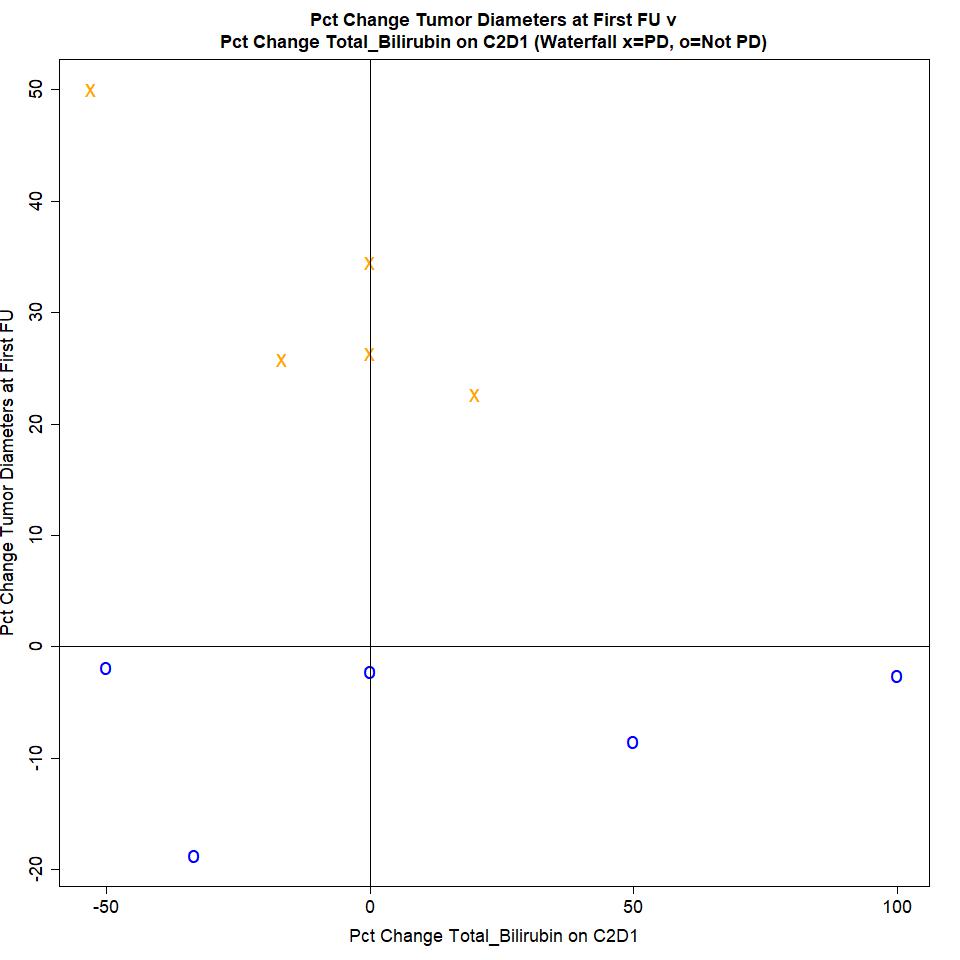 Pct Change Tumor Diameters at First FU v
Pct Change Total_Bilirubin on C2D1 (Waterfall x=PD, o=Not PD)
Pct Change Tumor Diameters at First FU
50
40
30
20
10
0
-10
-20
X
X
X
X
X
O
O
O
O
O
-50
0
50
100
Pct Change Total_Bilirubin on C2D1